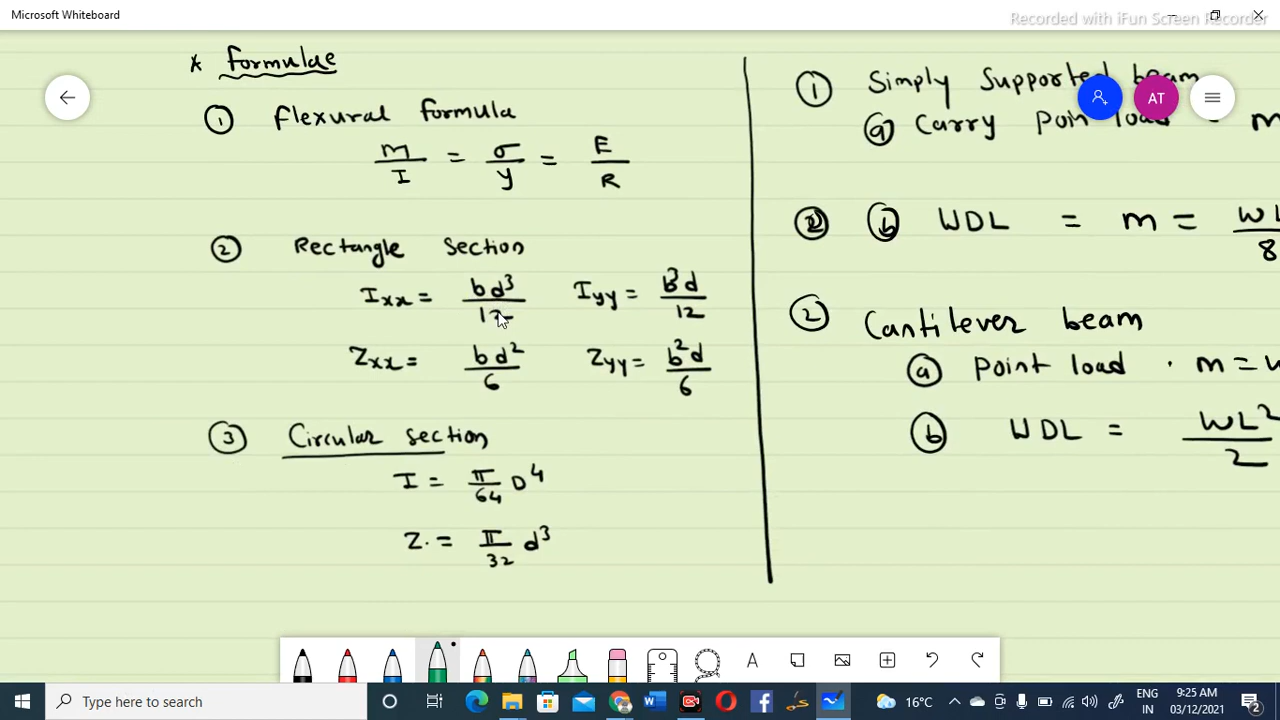 Microsoft Whiteboard
Recorded with iFun Screen Recorder
* Formulae
① Flexural formula
M/I = σ/y = E/R
② Rectangle Section
Ixx = bd³/12 Iyy = b³d/12
Zxx = bd²/6 Zyy = b²d/6
③ Circular section
I = π/64 D⁴
Z = π/32 d³
① Simply Supported beam
ⓐ Carry Poin load
ⓑ WDL = m = WL/8
② Cantilever beam
ⓐ Point load . m = W
ⓑ WDL = WL²/2
AT
Type here to search
16°C
ENG
IN
9:25 AM
03/12/2021
2